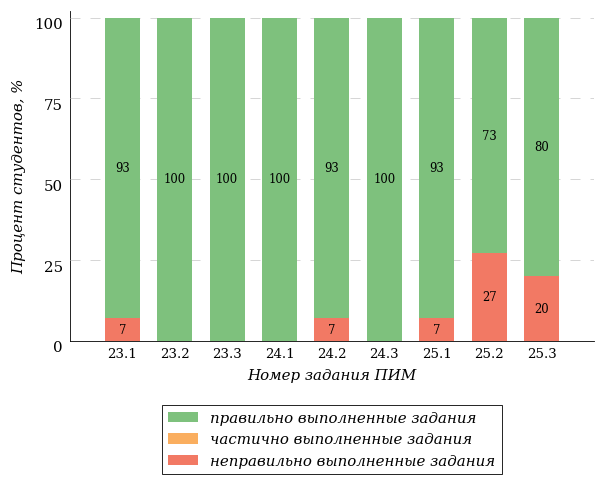 100
75
50
25
0
Процент студентов, %
93 100 100 100 93 100 93 73 80
7 7 7 27 20
23.1 23.2 23.3 24.1 24.2 24.3 25.1 25.2 25.3
Номер задания ПИМ
правильно выполненные задания
частично выполненные задания
неправильно выполненные задания